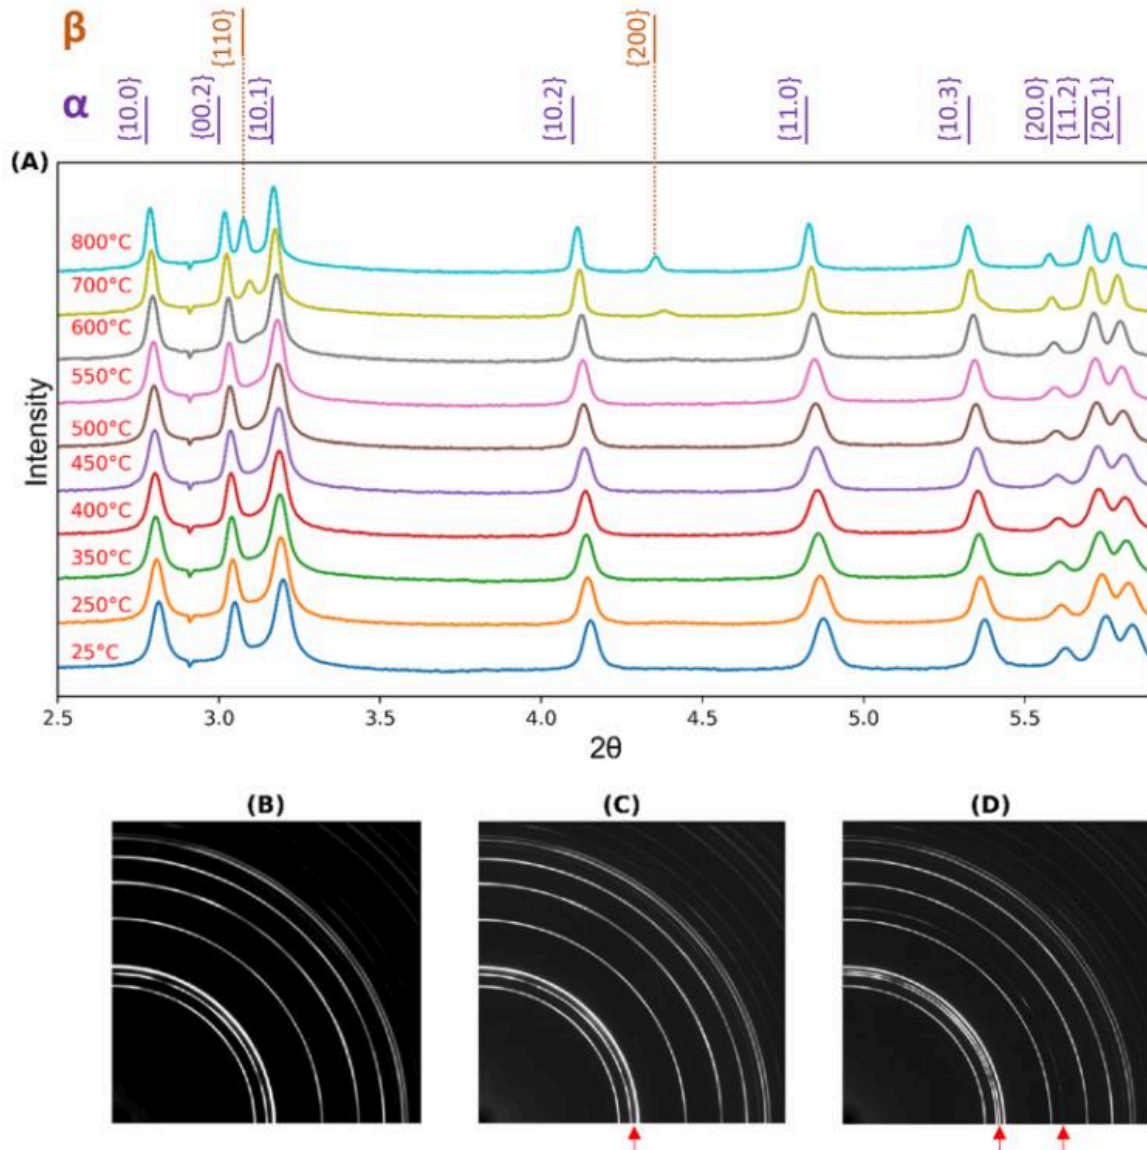 β
{110} {200}
α
{10.0} {00.2} {10.1} {10.2} {11.0} {10.3} {20.0} {11.2} {20.1}
(A)
800°C
700°C
600°C
550°C
500°C
450°C
400°C
350°C
250°C
25°C
Intensity
2.5 3.0 3.5 4.0 4.5 5.0 5.5
2θ
(B) (C) (D)